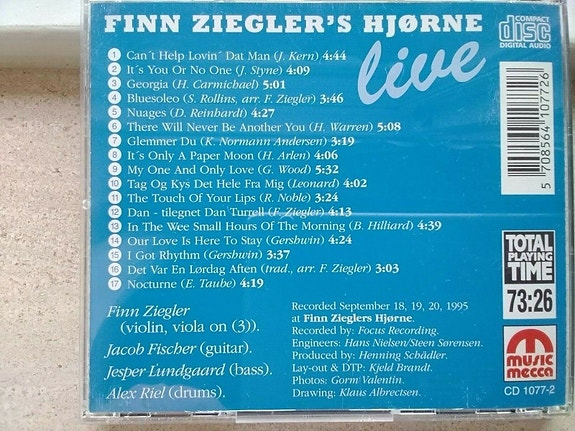 FINN ZIEGLER'S HJØRNE
live
COMPACT
disc
DIGITAL AUDIO
1 Can´t Help Lovin´ Dat Man (J. Kern) 4:44
2 It´s You Or No One (J. Styne) 4:09
3 Georgia (H. Carmichael) 5:01
4 Bluesoleo (S. Rollins, arr. F. Ziegler) 3:46
5 Nuages (D. Reinhardt) 4:27
6 There Will Never Be Another You (H. Warren) 5:08
7 Glemmer Du (K. Normann Andersen) 3:19
8 It´s Only A Paper Moon (H. Arlen) 4:06
9 My One And Only Love (G. Wood) 5:32
10 Tag Og Kys Det Hele Fra Mig (Leonard) 4:02
11 The Touch Of Your Lips (R. Noble) 3:24
12 Dan - tilegnet Dan Turrell (F. Ziegler) 4:13
13 In The Wee Small Hours Of The Morning (B. Hilliard) 4:39
14 Our Love Is Here To Stay (Gershwin) 4:24
15 I Got Rhythm (Gershwin) 3:37
16 Det Var En Lørdag Aften (trad., arr. F. Ziegler) 3:03
17 Nocturne (E. Taube) 4:19
5 708564 107726
TOTAL
PLAYING
TIME
73:26
Finn Ziegler
(violin, viola on (3)).
Jacob Fischer (guitar).
Jesper Lundgaard (bass).
Alex Riel (drums).
Recorded September 18, 19, 20, 1995
at Finn Zieglers Hjørne.
Recorded by: Focus Recording.
Engineers: Hans Nielsen/Steen Sørensen.
Produced by: Henning Schädler.
Lay-out & DTP: Kjeld Brandt.
Photos: Gorm Valentin.
Drawing: Klaus Albrectsen.
music
mecca
CD 1077-2